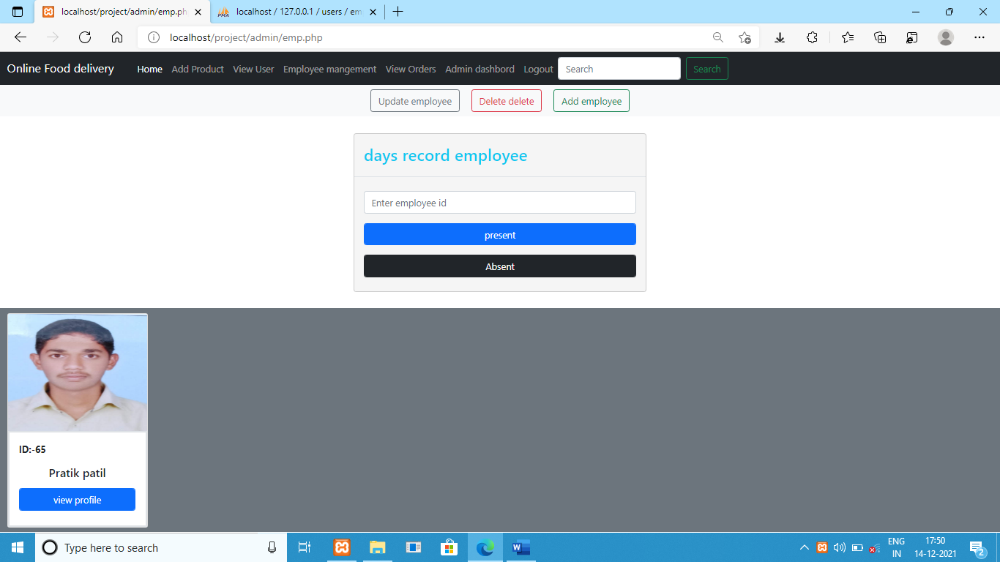 localhost/project/admin/emp.ph
localhost / 127.0.0.1 / users / em
localhost/project/admin/emp.php
Online Food delivery Home Add Product View User Employee mangement View Orders Admin dashbord Logout Search Search
Update employee Delete delete Add employee
days record employee
Enter employee id
present
Absent
ID:-65
Pratik patil
view profile
Type here to search
ENG
IN
17:50
14-12-2021
2